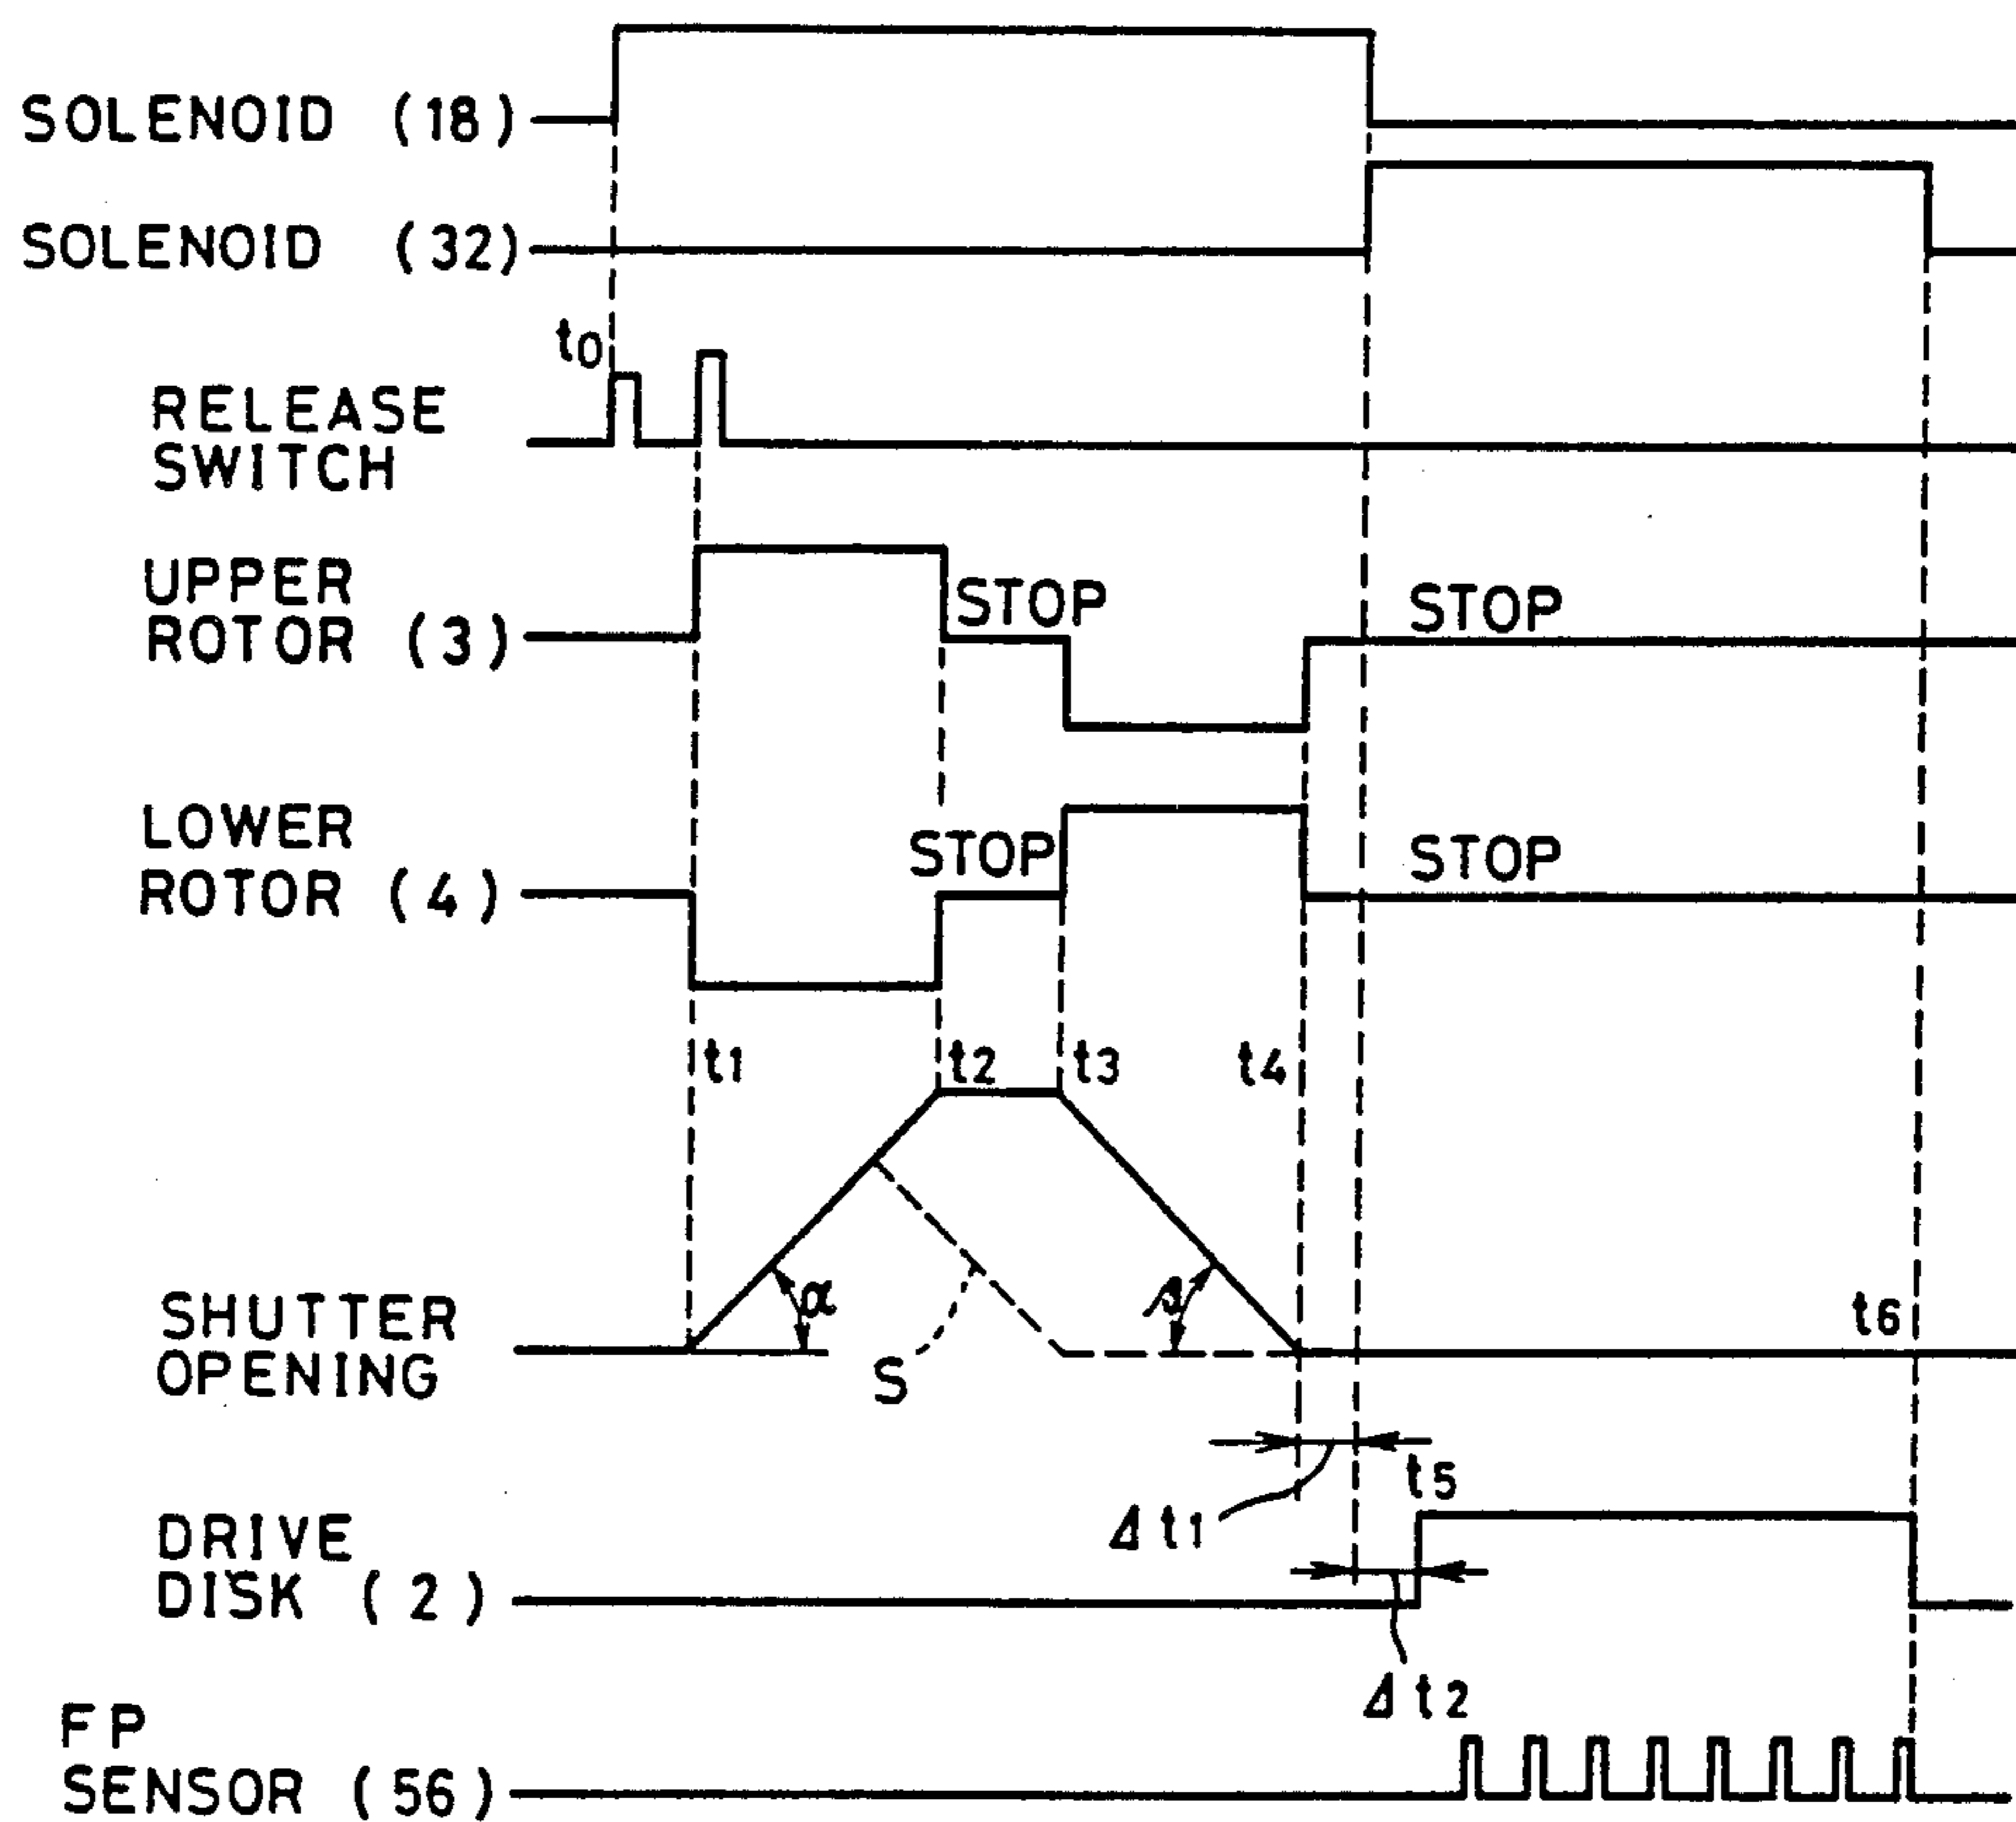 SOLENOID (18)
SOLENOID (32)
t0
RELEASE
SWITCH
UPPER
ROTOR (3)
STOP
STOP
LOWER
ROTOR (4)
STOP
STOP
t1
t2
t3
t4
α
S
SHUTTER
OPENING
t6
t5
Δt1
DRIVE
DISK (2)
Δt2
FP
SENSOR (56)